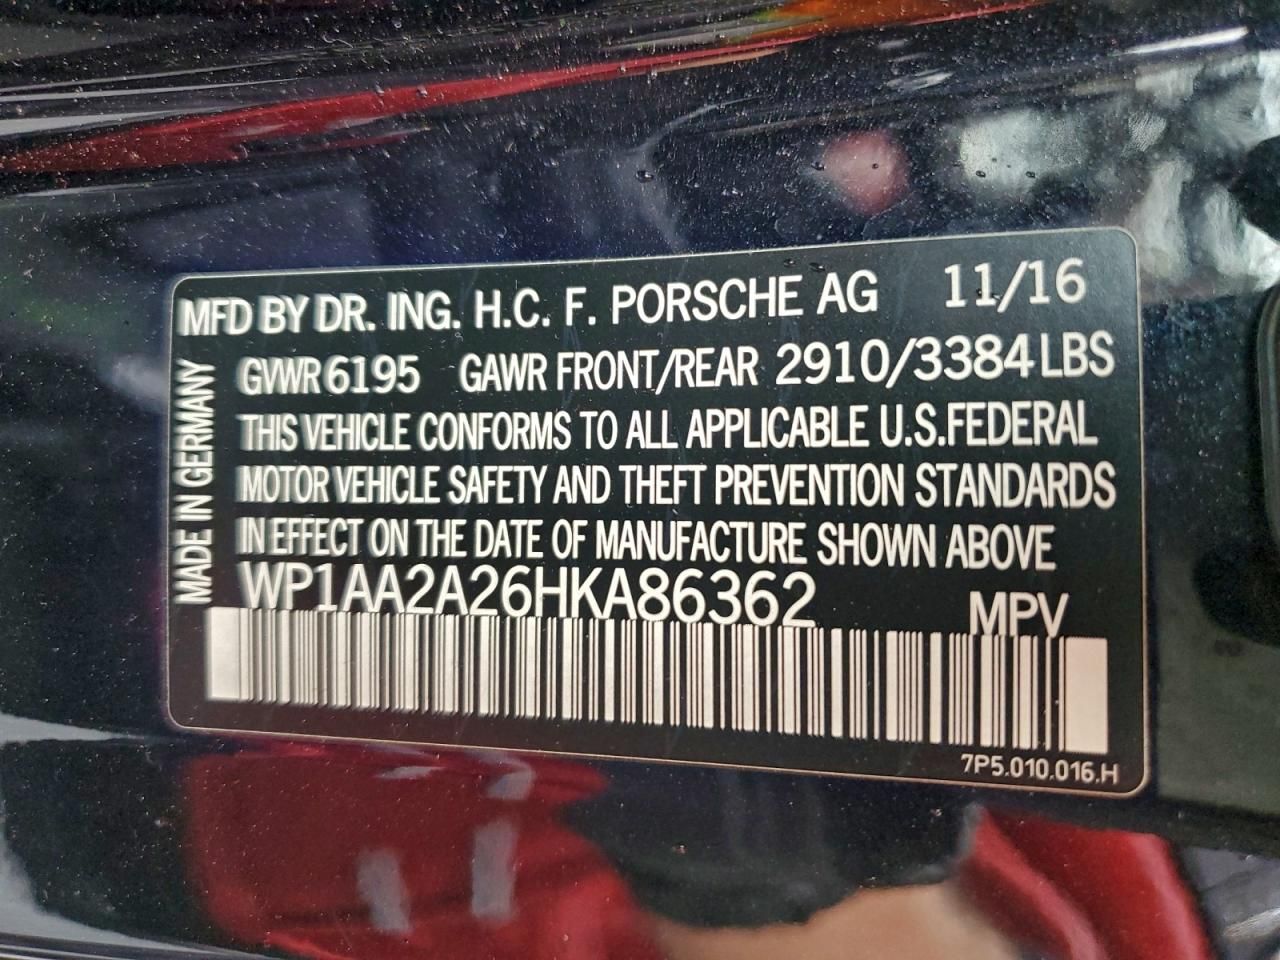 MFD BY DR. ING. H.C. F. PORSCHE AG 11/16
GVWR 6195 GAWR FRONT/REAR 2910/3384 LBS
THIS VEHICLE CONFORMS TO ALL APPLICABLE U.S.FEDERAL
MOTOR VEHICLE SAFETY AND THEFT PREVENTION STANDARDS
IN EFFECT ON THE DATE OF MANUFACTURE SHOWN ABOVE
WP1AA2A26HKA86362 MPV
7P5.010.016.H
MADE IN GERMANY